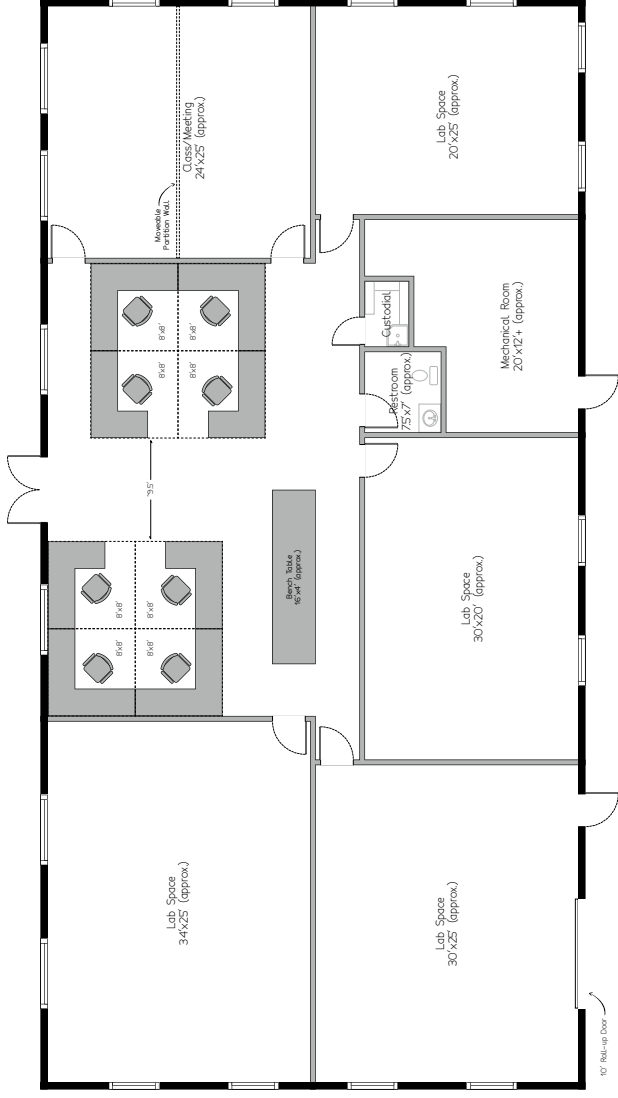 Class/Meeting
24'x25' (approx.)
Moveable
Partition Wall
Lab Space
20'x25' (approx.)
8'x8'
8'x8'
8'x8'
8'x8'
Custodial
Mechanical Room
20'x12'+ (approx.)
Restroom
7.5'x7' (approx.)
~9.5'
Bench Table
16'x4' (approx.)
8'x8'
8'x8'
8'x8'
8'x8'
Lab Space
30'x20' (approx.)
Lab Space
34'x25' (approx.)
Lab Space
30'x25' (approx.)
10' Roll-up Door